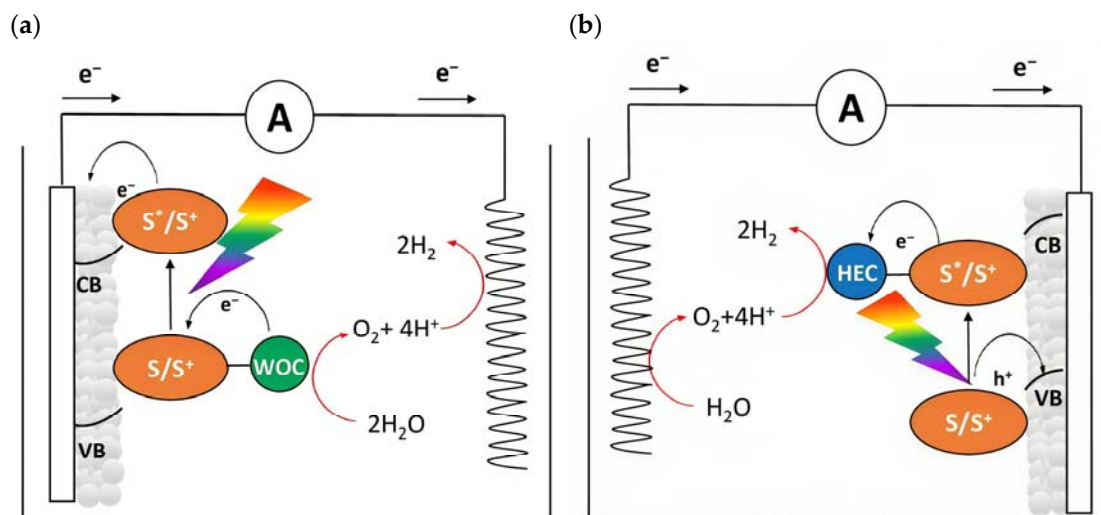 (a)
e⁻
e⁻
A
e⁻
S*/S⁺
2H₂
CB
e⁻
O₂+ 4H⁺
S/S⁺
WOC
2H₂O
VB
(b)
e⁻
e⁻
A
2H₂
HEC
e⁻
S*/S⁺
CB
O₂+4H⁺
h⁺
VB
H₂O
S/S⁺